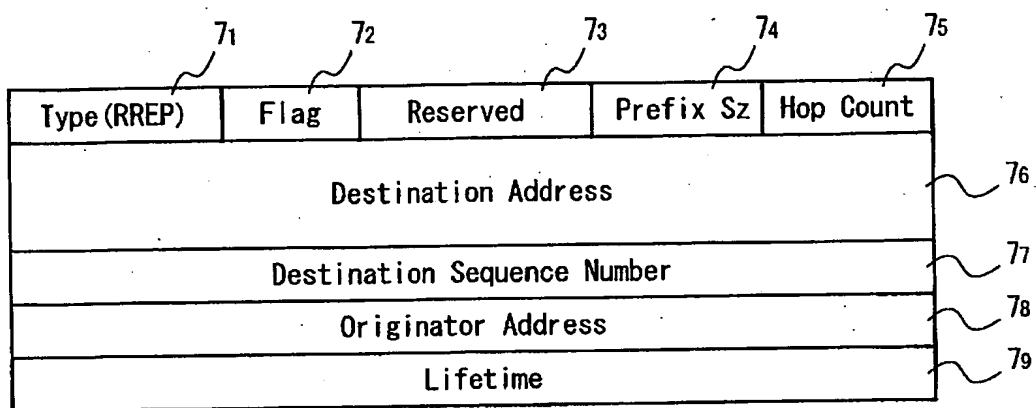 71 72 73 74 75
Type(RREP) Flag Reserved Prefix Sz Hop Count
Destination Address 76
Destination Sequence Number 77
Originator Address 78
Lifetime 79